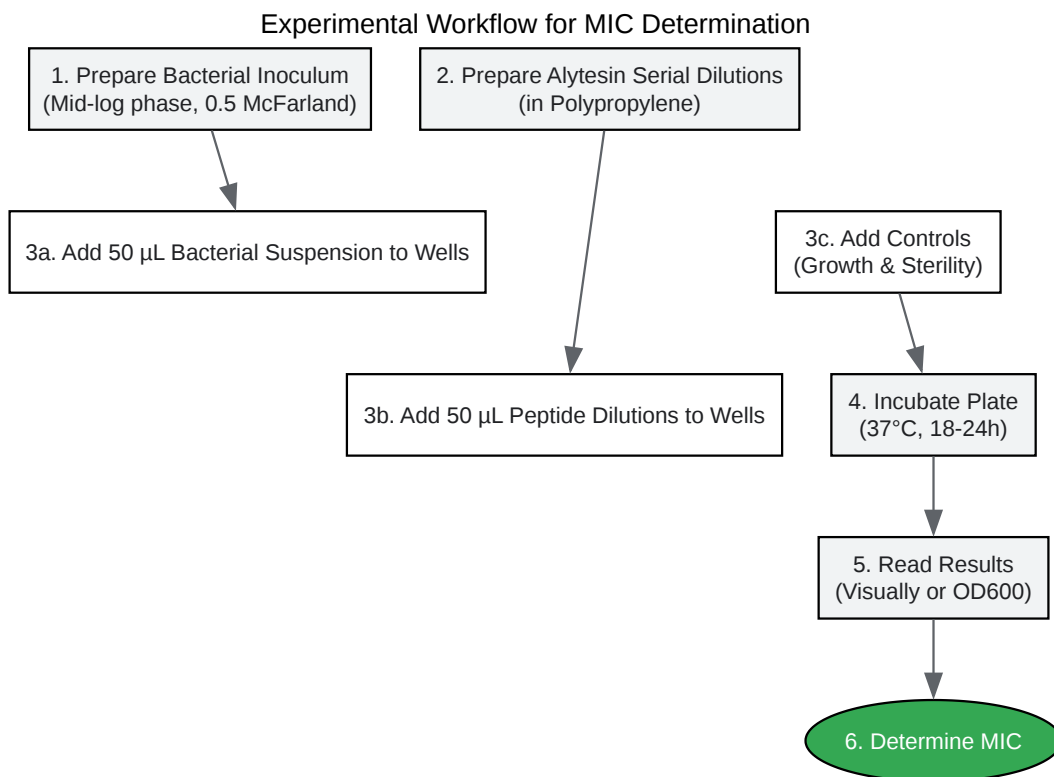 Experimental Workflow for MIC Determination
1. Prepare Bacterial Inoculum
(Mid-log phase, 0.5 McFarland)
2. Prepare Alytesin Serial Dilutions
(in Polypropylene)
3a. Add 50 µL Bacterial Suspension to Wells
3c. Add Controls
(Growth & Sterility)
3b. Add 50 µL Peptide Dilutions to Wells
4. Incubate Plate
(37°C, 18-24h)
5. Read Results
(Visually or OD600)
6. Determine MIC